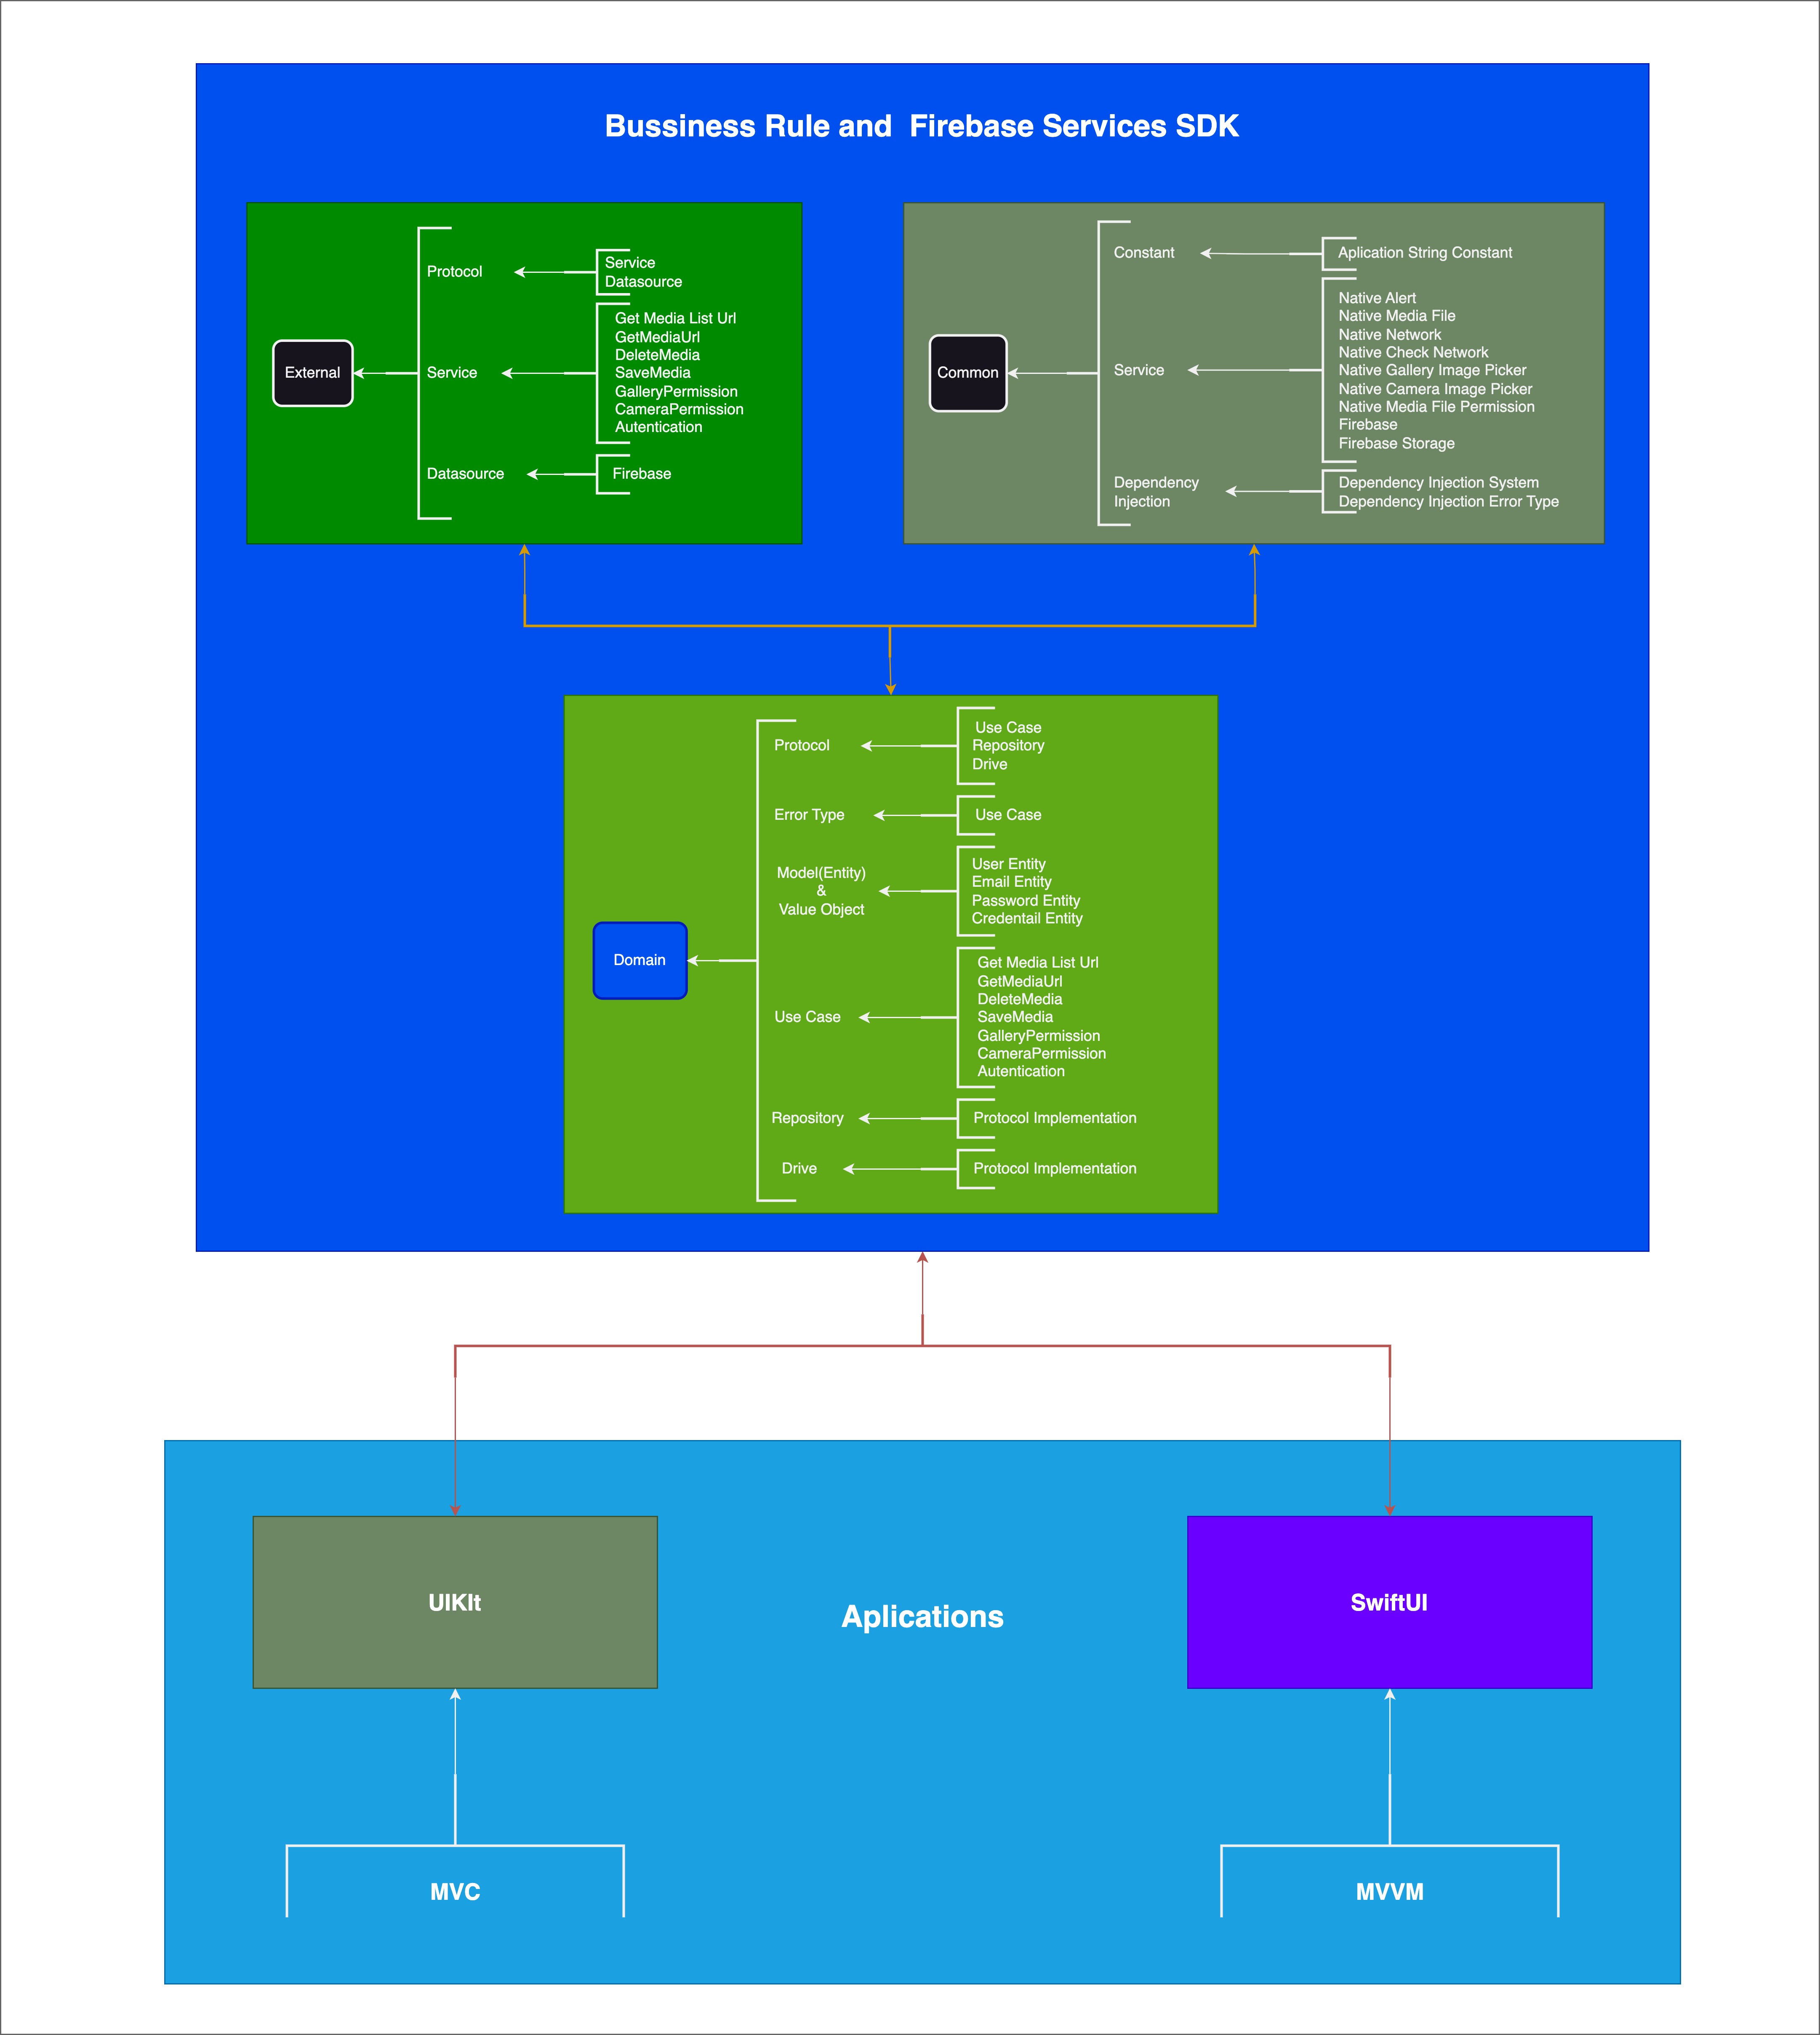 Bussiness Rule and  Firebase Services SDK
External
Protocol
Service
Datasource
Service
Get Media List Url
GetMediaUrl
DeleteMedia
SaveMedia
GalleryPermission
CameraPermission
Autentication
Datasource
Firebase
Common
Constant
Aplication String Constant
Service
Native Alert
Native Media File
Native Network
Native Check Network
Native Gallery Image Picker
Native Camera Image Picker
Native Media File Permission
Firebase
Firebase Storage
Dependency
Injection
Dependency Injection System
Dependency Injection Error Type
Domain
Protocol
Use Case
Repository
Drive
Error Type
Use Case
Model(Entity)
&
Value Object
User Entity
Email Entity
Password Entity
Credentail Entity
Use Case
Get Media List Url
GetMediaUrl
DeleteMedia
SaveMedia
GalleryPermission
CameraPermission
Autentication
Repository
Protocol Implementation
Drive
Protocol Implementation
UIKIt
Aplications
SwiftUI
MVC
MVVM